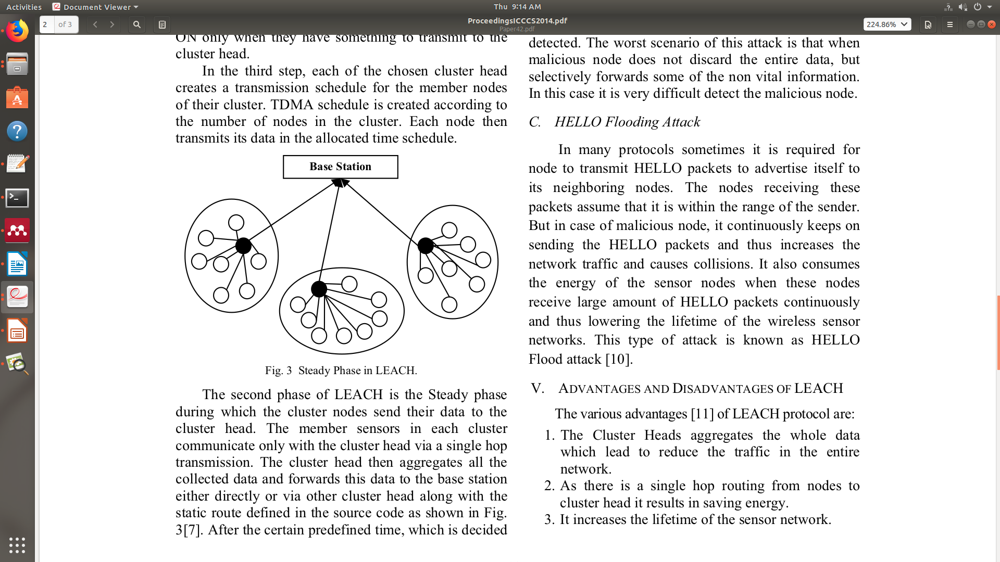 Activities
Document Viewer
Thu 9:14 AM
2
of 3
ProceedingsICCCS2014.pdf
Paper42.pdf
224.86%
ON only when they have something to transmit to the
cluster head.
In the third step, each of the chosen cluster head
creates a transmission schedule for the member nodes
of their cluster. TDMA schedule is created according to
the number of nodes in the cluster. Each node then
transmits its data in the allocated time schedule.
Base Station
Fig. 3 Steady Phase in LEACH.
The second phase of LEACH is the Steady phase
during which the cluster nodes send their data to the
cluster head. The member sensors in each cluster
communicate only with the cluster head via a single hop
transmission. The cluster head then aggregates all the
collected data and forwards this data to the base station
either directly or via other cluster head along with the
static route defined in the source code as shown in Fig.
3[7]. After the certain predefined time, which is decided
detected. The worst scenario of this attack is that when
malicious node does not discard the entire data, but
selectively forwards some of the non vital information.
In this case it is very difficult detect the malicious node.
C. HELLO Flooding Attack
In many protocols sometimes it is required for
node to transmit HELLO packets to advertise itself to
its neighboring nodes. The nodes receiving these
packets assume that it is within the range of the sender.
But in case of malicious node, it continuously keeps on
sending the HELLO packets and thus increases the
network traffic and causes collisions. It also consumes
the energy of the sensor nodes when these nodes
receive large amount of HELLO packets continuously
and thus lowering the lifetime of the wireless sensor
networks. This type of attack is known as HELLO
Flood attack [10].
V. ADVANTAGES AND DISADVANTAGES OF LEACH
The various advantages [11] of LEACH protocol are:
1. The Cluster Heads aggregates the whole data
which lead to reduce the traffic in the entire
network.
2. As there is a single hop routing from nodes to
cluster head it results in saving energy.
3. It increases the lifetime of the sensor network.